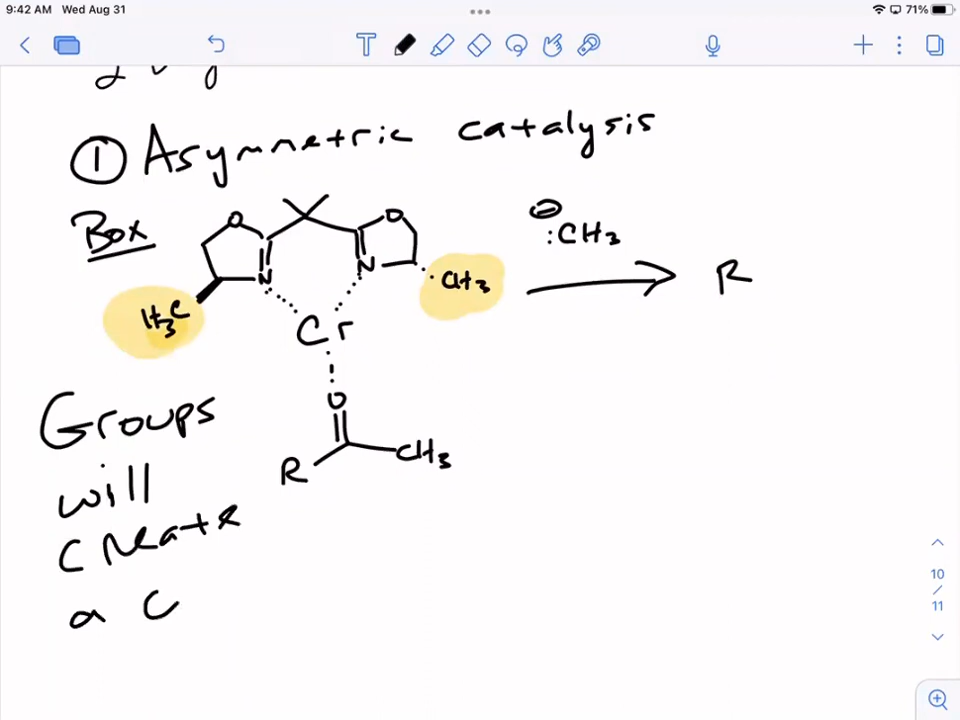 9:42 AM Wed Aug 31
71%
T
① Asymmetric catalysis
Box
O
O
N
N
H3C
CH3
Cr
⊖
:CH3
R
O
R
CH3
Groups
will
create
a C
10
/
11